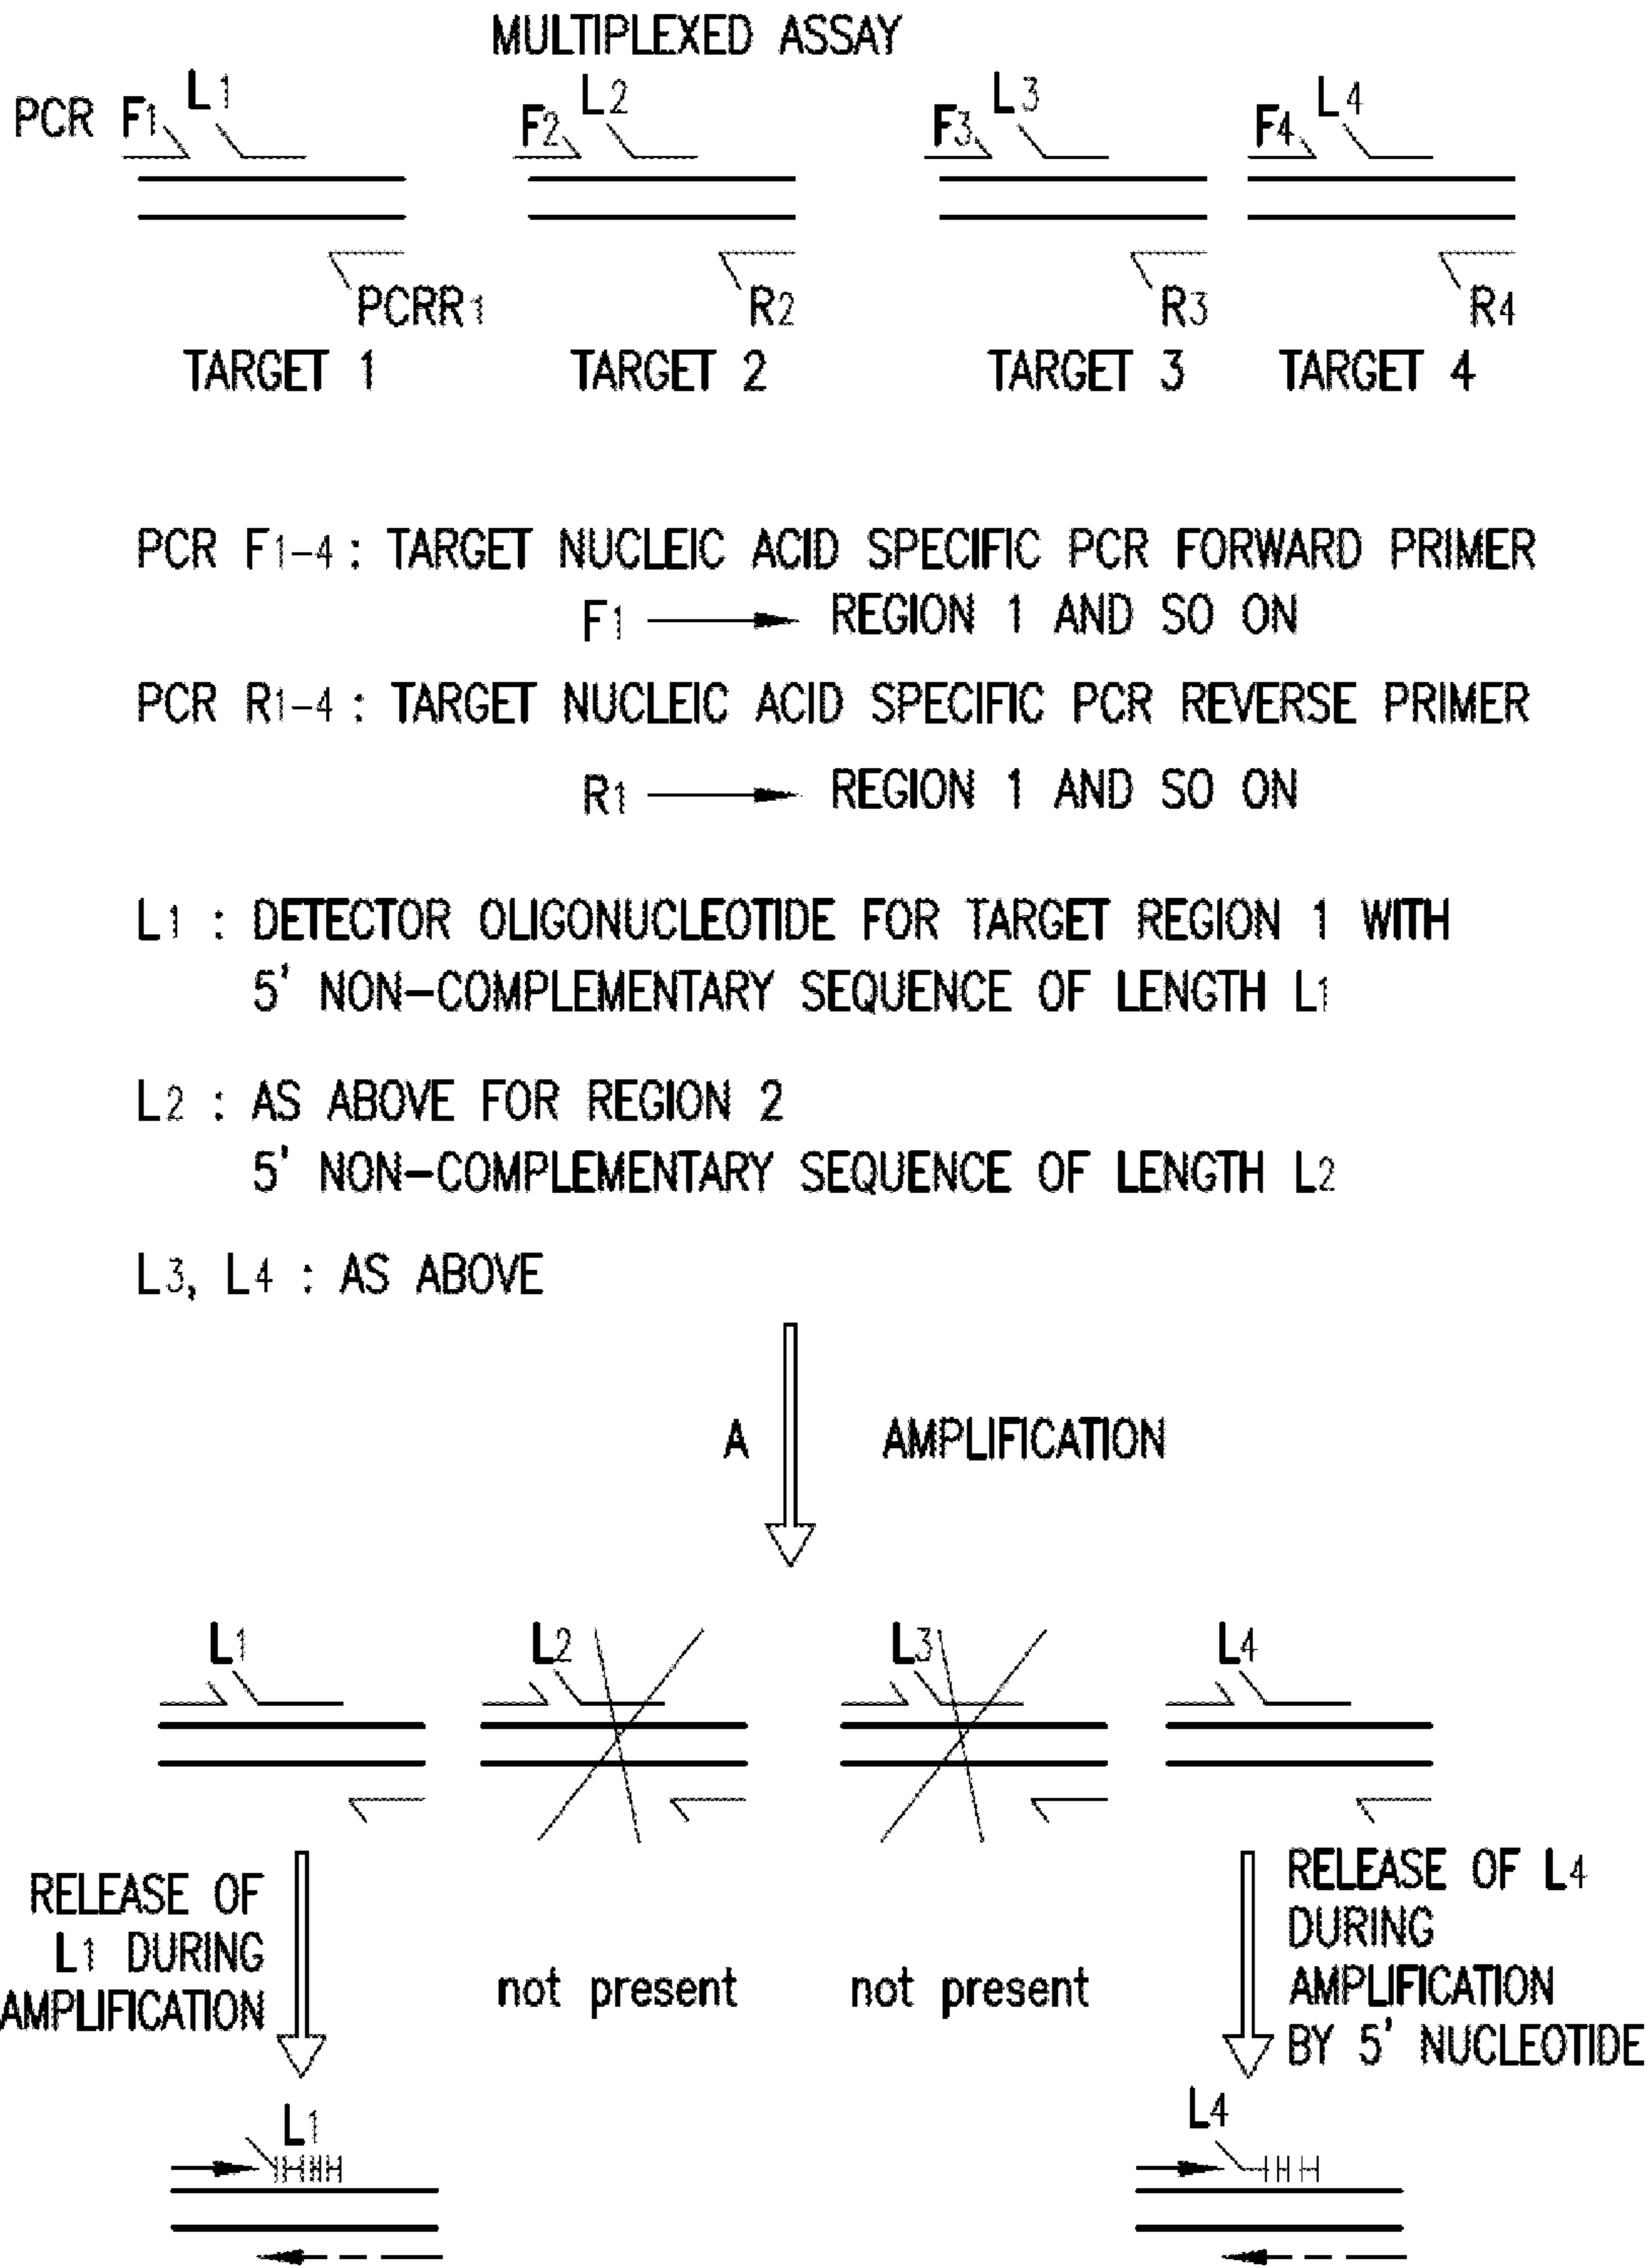 MULTIPLEXED ASSAY
PCR F1 L1 F2 L2 F3 L3 F4 L4
PCRR1 R2 R3 R4
TARGET 1 TARGET 2 TARGET 3 TARGET 4
PCR F1-4 : TARGET NUCLEIC ACID SPECIFIC PCR FORWARD PRIMER
F1 → REGION 1 AND SO ON
PCR R1-4 : TARGET NUCLEIC ACID SPECIFIC PCR REVERSE PRIMER
R1 → REGION 1 AND SO ON
L1 : DETECTOR OLIGONUCLEOTIDE FOR TARGET REGION 1 WITH
5' NON-COMPLEMENTARY SEQUENCE OF LENGTH L1
L2 : AS ABOVE FOR REGION 2
5' NON-COMPLEMENTARY SEQUENCE OF LENGTH L2
L3, L4 : AS ABOVE
A AMPLIFICATION
L1 L2 L3 L4
RELEASE OF
L1 DURING
AMPLIFICATION
not present not present
RELEASE OF L4
DURING
AMPLIFICATION
BY 5' NUCLEOTIDE
L1 L4